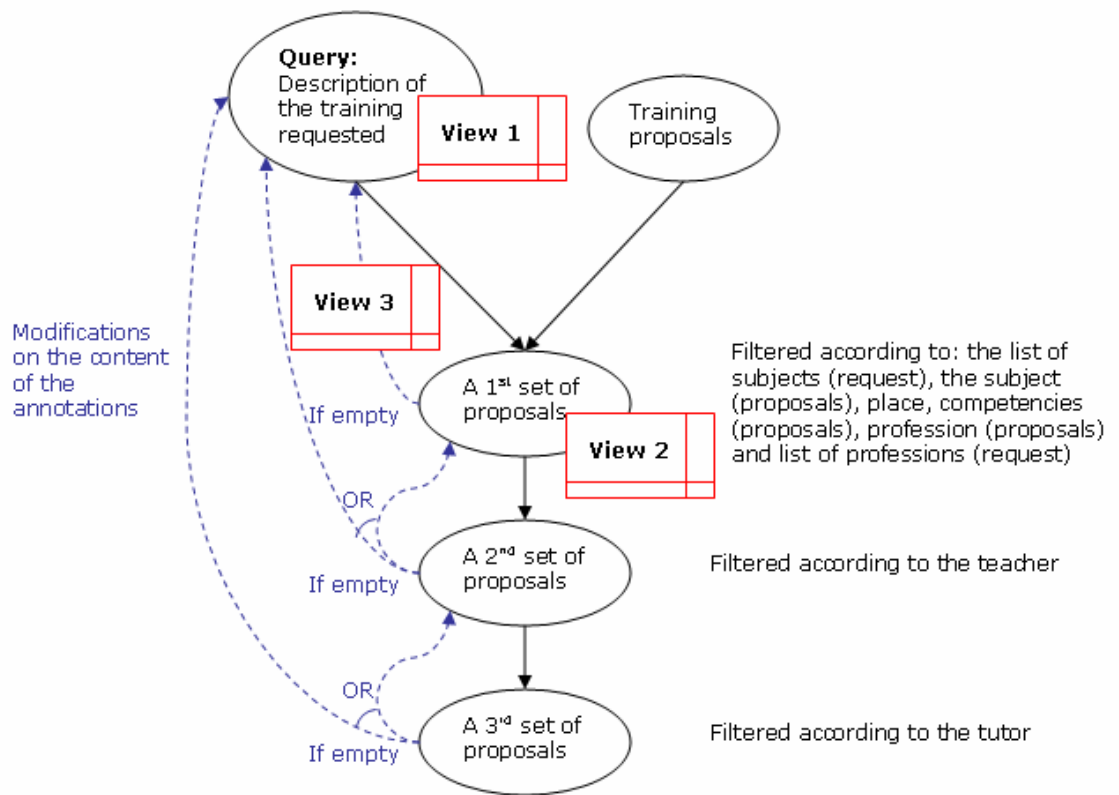 Query:
Description of
the training
requested
View 1
Training
proposals
View 3
Modifications
on the content
of the
annotations
A 1st set of
proposals
If empty
View 2
Filtered according to: the list of
subjects (request), the subject
(proposals), place, competencies
(proposals), profession (proposals)
and list of professions (request)
OR
A 2nd set of
proposals
If empty
Filtered according to the teacher
OR
A 3rd set of
proposals
If empty
Filtered according to the tutor